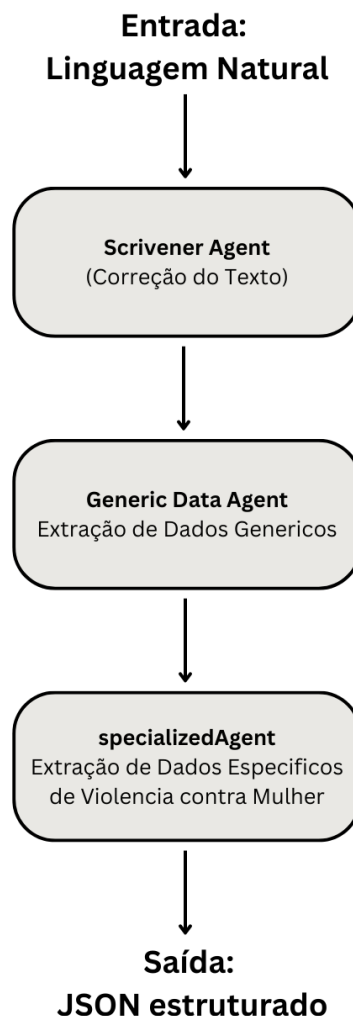 Entrada:
Linguagem Natural
Scrivener Agent
(Correção do Texto)
Generic Data Agent
Extração de Dados Genericos
specializedAgent
Extração de Dados Especificos
de Violencia contra Mulher
Saída:
JSON estruturado